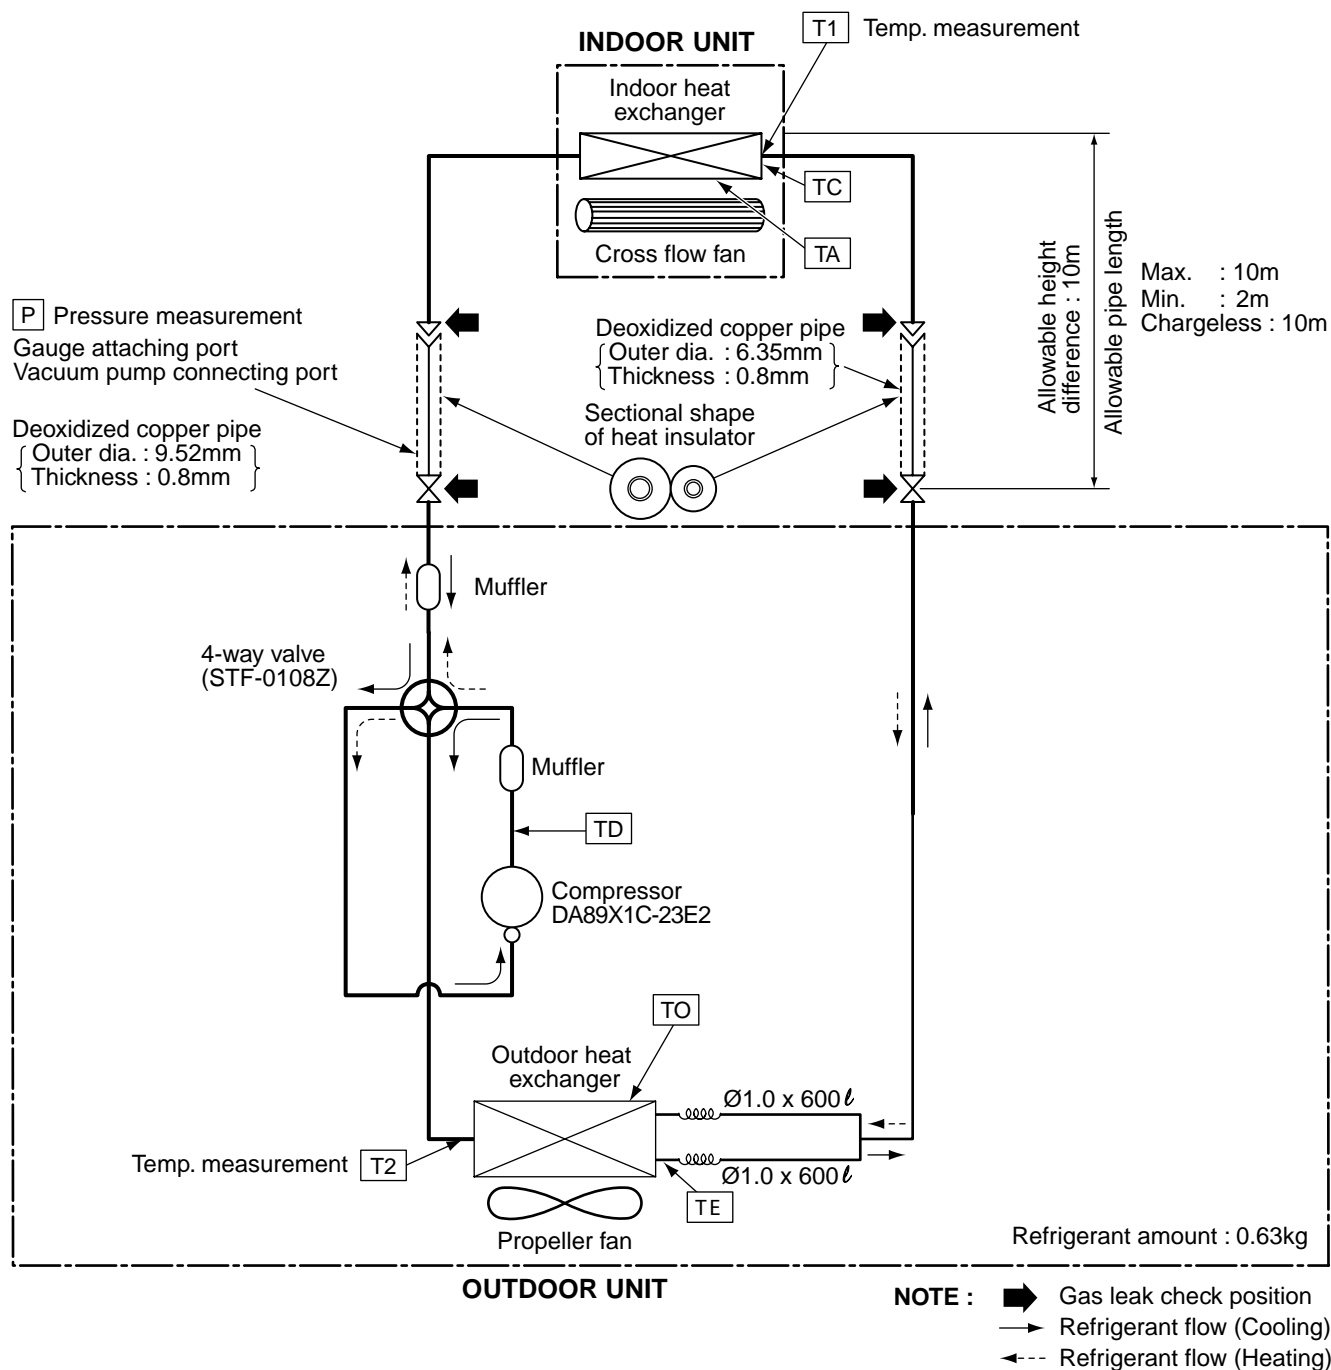 T1 Temp. measurement
INDOOR UNIT
Indoor heat
exchanger
TC
Cross flow fan
TA
Allowable height
difference : 10m
Allowable pipe length
Max. : 10m
Min. : 2m
Chargeless : 10m
P Pressure measurement
Gauge attaching port
Vacuum pump connecting port
Deoxidized copper pipe
Outer dia. : 9.52mm
Thickness : 0.8mm
Deoxidized copper pipe
Outer dia. : 6.35mm
Thickness : 0.8mm
Sectional shape
of heat insulator
Muffler
4-way valve
(STF-0108Z)
Muffler
TD
Compressor
DA89X1C-23E2
TO
Outdoor heat
exchanger
Ø1.0 x 600ℓ
Temp. measurement T2
Ø1.0 x 600ℓ
TE
Propeller fan
Refrigerant amount : 0.63kg
OUTDOOR UNIT
NOTE : Gas leak check position
Refrigerant flow (Cooling)
Refrigerant flow (Heating)